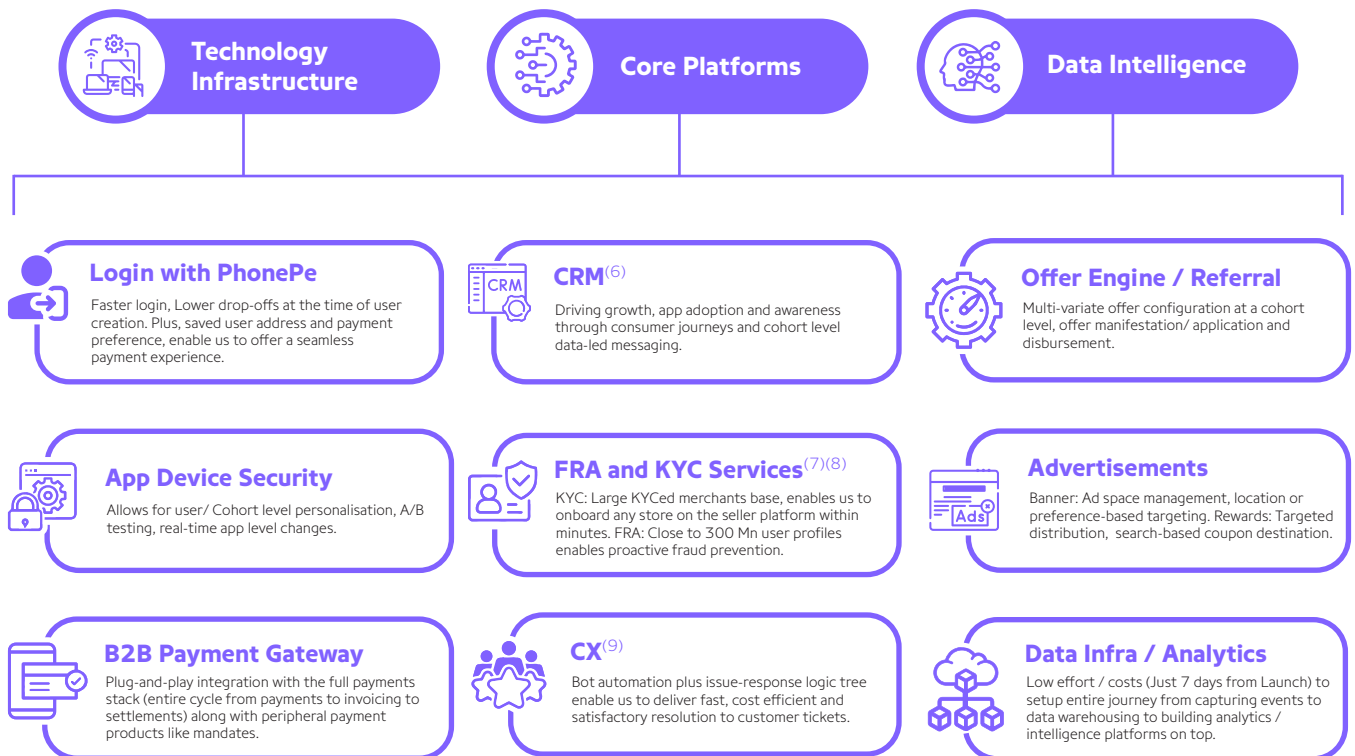 Technology
Infrastructure
Core Platforms
Data Intelligence
Login with PhonePe
Faster login, Lower drop-offs at the time of user
creation. Plus, saved user address and payment
preference, enable us to offer a seamless
payment experience.
CRM
CRM(6)
Driving growth, app adoption and awareness
through consumer journeys and cohort level
data-led messaging.
Offer Engine / Referral
Multi-variate offer configuration at a cohort
level, offer manifestation/ application and
disbursement.
App Device Security
Allows for user/ Cohort level personalisation, A/B
testing, real-time app level changes.
FRA and KYC Services(7)(8)
KYC: Large KYCed merchants base, enables us to
onboard any store on the seller platform within
minutes. FRA: Close to 300 Mn user profiles
enables proactive fraud prevention.
Ads
Advertisements
Banner: Ad space management, location or
preference-based targeting. Rewards: Targeted
distribution, search-based coupon destination.
B2B Payment Gateway
Plug-and-play integration with the full payments
stack (entire cycle from payments to invoicing to
settlements) along with peripheral payment
products like mandates.
CX(9)
Bot automation plus issue-response logic tree
enable us to deliver fast, cost efficient and
satisfactory resolution to customer tickets.
Data Infra / Analytics
Low effort / costs (Just 7 days from Launch) to
setup entire journey from capturing events to
data warehousing to building analytics /
intelligence platforms on top.